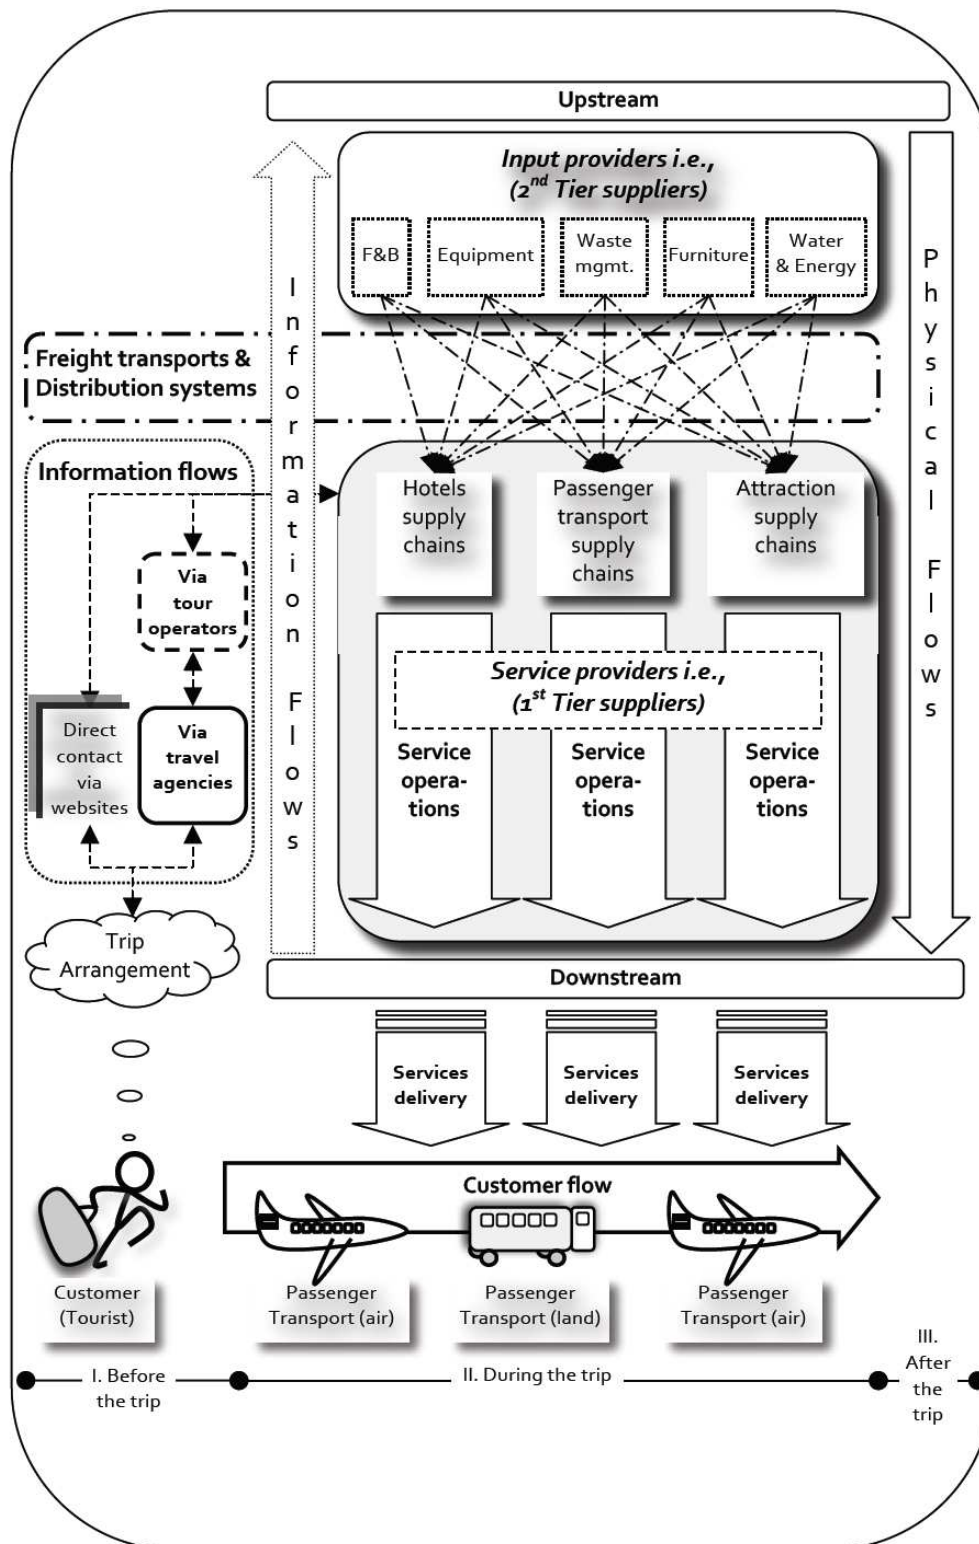 Upstream
Input providers i.e.,
(2nd Tier suppliers)
F&B
Equipment
Waste
mgmt.
Furniture
Water
& Energy
Information Flows
Physical Flows
Freight transports &
Distribution systems
Information flows
Via
tour
operators
Direct
contact
via
websites
Via
travel
agencies
Trip
Arrangement
Hotels
supply
chains
Passenger
transport
supply
chains
Attraction
supply
chains
Service providers i.e.,
(1st Tier suppliers)
Service
opera-
tions
Service
opera-
tions
Service
opera-
tions
Downstream
Services
delivery
Services
delivery
Services
delivery
Customer flow
Customer
(Tourist)
Passenger
Transport (air)
Passenger
Transport (land)
Passenger
Transport (air)
I. Before
the trip
II. During the trip
III.
After
the
trip